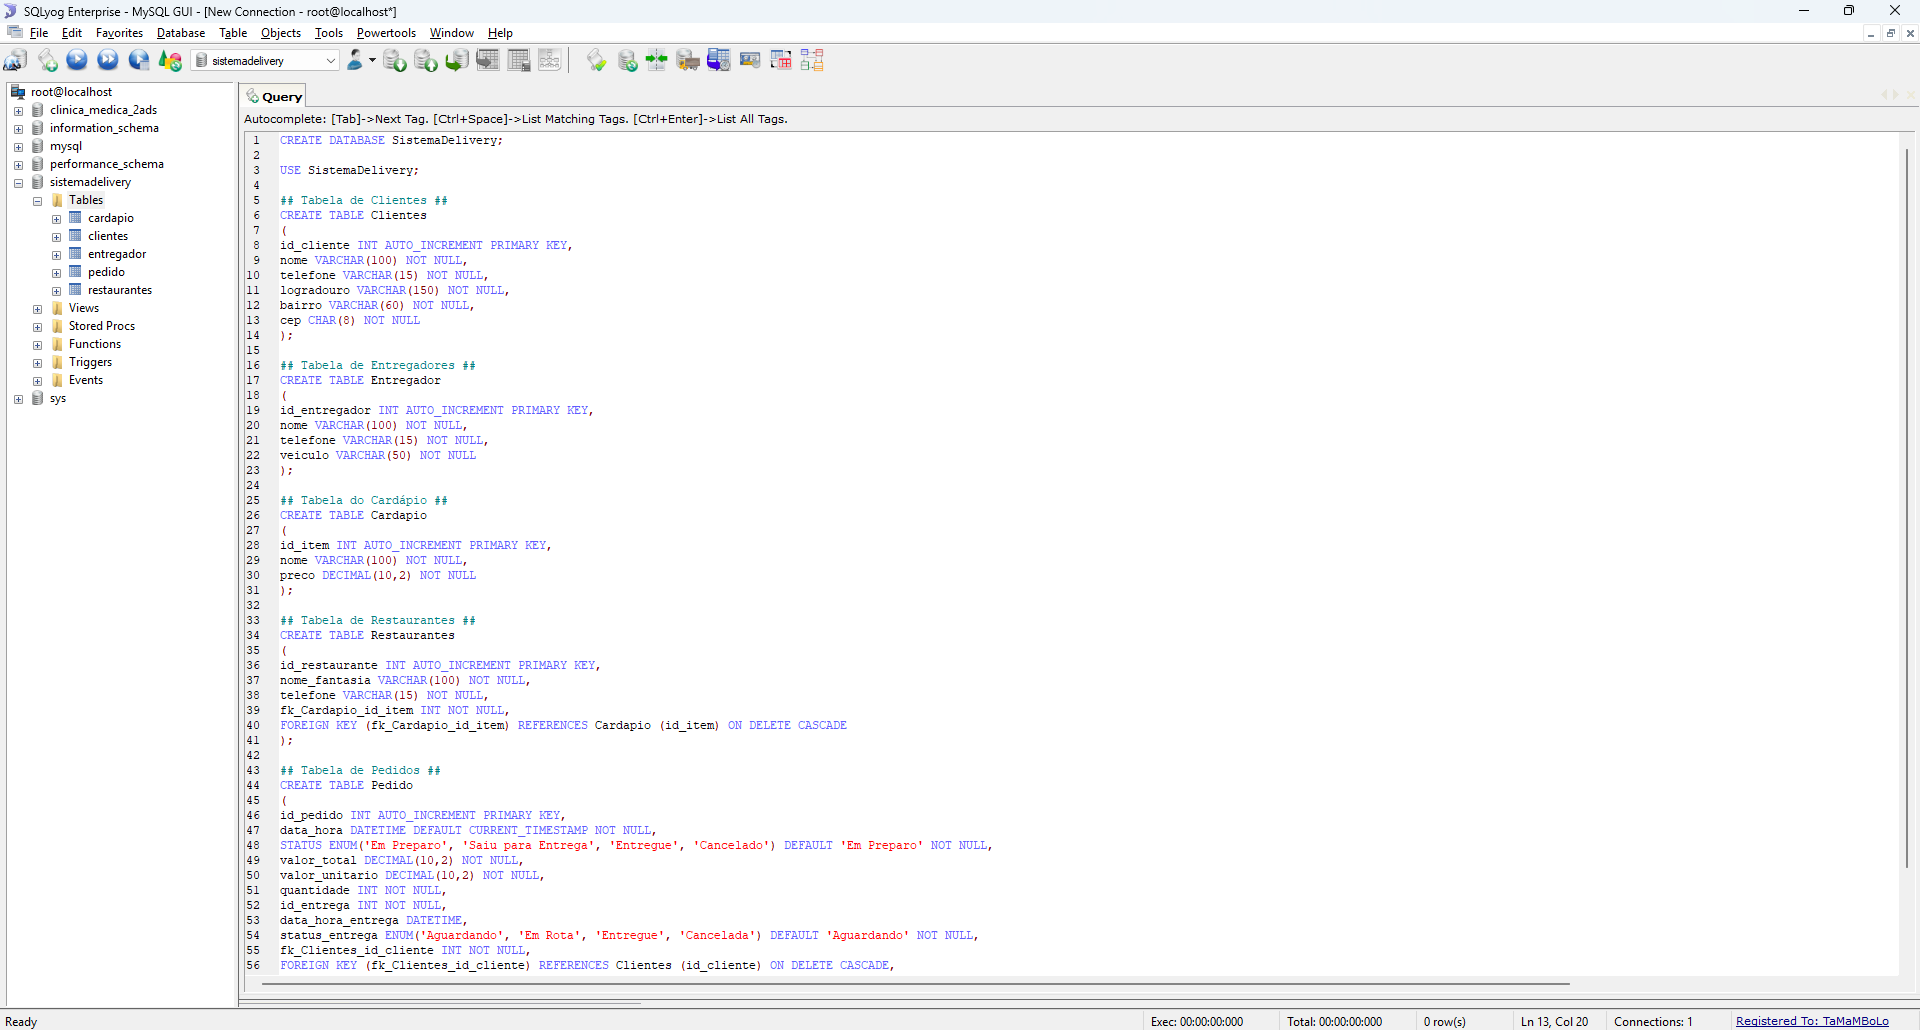 SQLyog Enterprise - MySQL GUI - [New Connection - root@localhost*]
File Edit Favorites Database Table Objects Tools Powertools Window Help
sistemadelivery
root@localhost
clinica_medica_2ads
information_schema
mysql
performance_schema
sistemadelivery
Tables
cardapio
clientes
entregador
pedido
restaurantes
Views
Stored Procs
Functions
Triggers
Events
sys
Query
Autocomplete: [Tab]->Next Tag. [Ctrl+Space]->List Matching Tags. [Ctrl+Enter]->List All Tags.
1 CREATE DATABASE SistemaDelivery;
2
3 USE SistemaDelivery;
4
5 ## Tabela de Clientes ##
6 CREATE TABLE Clientes
7 (
8 id_cliente INT AUTO_INCREMENT PRIMARY KEY,
9 nome VARCHAR(100) NOT NULL,
10 telefone VARCHAR(15) NOT NULL,
11 logradouro VARCHAR(150) NOT NULL,
12 bairro VARCHAR(60) NOT NULL,
13 cep CHAR(8) NOT NULL
14 );
15
16 ## Tabela de Entregadores ##
17 CREATE TABLE Entregador
18 (
19 id_entregador INT AUTO_INCREMENT PRIMARY KEY,
20 nome VARCHAR(100) NOT NULL,
21 telefone VARCHAR(15) NOT NULL,
22 veiculo VARCHAR(50) NOT NULL
23 );
24
25 ## Tabela do Cardápio ##
26 CREATE TABLE Cardapio
27 (
28 id_item INT AUTO_INCREMENT PRIMARY KEY,
29 nome VARCHAR(100) NOT NULL,
30 preco DECIMAL(10,2) NOT NULL
31 );
32
33 ## Tabela de Restaurantes ##
34 CREATE TABLE Restaurantes
35 (
36 id_restaurante INT AUTO_INCREMENT PRIMARY KEY,
37 nome_fantasia VARCHAR(100) NOT NULL,
38 telefone VARCHAR(15) NOT NULL,
39 fk_Cardapio_id_item INT NOT NULL,
40 FOREIGN KEY (fk_Cardapio_id_item) REFERENCES Cardapio (id_item) ON DELETE CASCADE
41 );
42
43 ## Tabela de Pedidos ##
44 CREATE TABLE Pedido
45 (
46 id_pedido INT AUTO_INCREMENT PRIMARY KEY,
47 data_hora DATETIME DEFAULT CURRENT_TIMESTAMP NOT NULL,
48 STATUS ENUM('Em Preparo', 'Saiu para Entrega', 'Entregue', 'Cancelado') DEFAULT 'Em Preparo' NOT NULL,
49 valor_total DECIMAL(10,2) NOT NULL,
50 valor_unitario DECIMAL(10,2) NOT NULL,
51 quantidade INT NOT NULL,
52 id_entrega INT NOT NULL,
53 data_hora_entrega DATETIME,
54 status_entrega ENUM('Aguardando', 'Em Rota', 'Entregue', 'Cancelada') DEFAULT 'Aguardando' NOT NULL,
55 fk_Clientes_id_cliente INT NOT NULL,
56 FOREIGN KEY (fk_Clientes_id_cliente) REFERENCES Clientes (id_cliente) ON DELETE CASCADE,
Ready
Exec: 00:00:00:000 Total: 00:00:00:000 0 row(s) Ln 13, Col 20 Connections: 1 Registered To: TaMaMBoLo